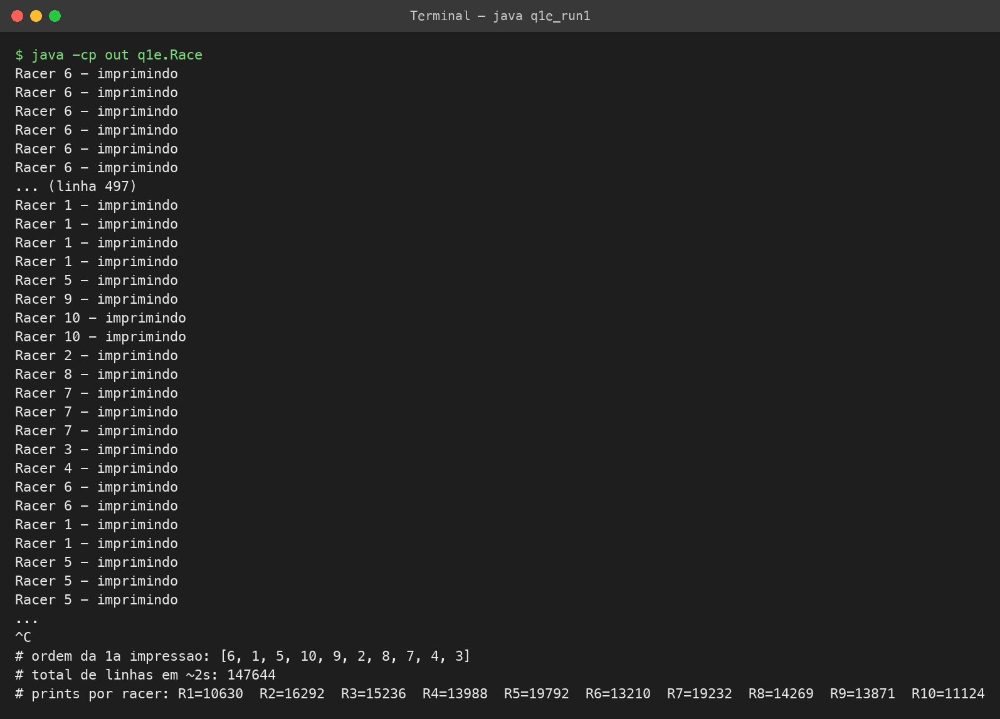 Terminal — java q1e_run1
$ java -cp out q1e.Race
Racer 6 - imprimindo
Racer 6 - imprimindo
Racer 6 - imprimindo
Racer 6 - imprimindo
Racer 6 - imprimindo
Racer 6 - imprimindo
... (linha 497)
Racer 1 - imprimindo
Racer 1 - imprimindo
Racer 1 - imprimindo
Racer 1 - imprimindo
Racer 5 - imprimindo
Racer 9 - imprimindo
Racer 10 - imprimindo
Racer 10 - imprimindo
Racer 2 - imprimindo
Racer 8 - imprimindo
Racer 7 - imprimindo
Racer 7 - imprimindo
Racer 7 - imprimindo
Racer 3 - imprimindo
Racer 4 - imprimindo
Racer 6 - imprimindo
Racer 6 - imprimindo
Racer 1 - imprimindo
Racer 1 - imprimindo
Racer 5 - imprimindo
Racer 5 - imprimindo
Racer 5 - imprimindo
...
^C
# ordem da 1a impressao: [6, 1, 5, 10, 9, 2, 8, 7, 4, 3]
# total de linhas em ~2s: 147644
# prints por racer: R1=10630  R2=16292  R3=15236  R4=13988  R5=19792  R6=13210  R7=19232  R8=14269  R9=13871  R10=11124